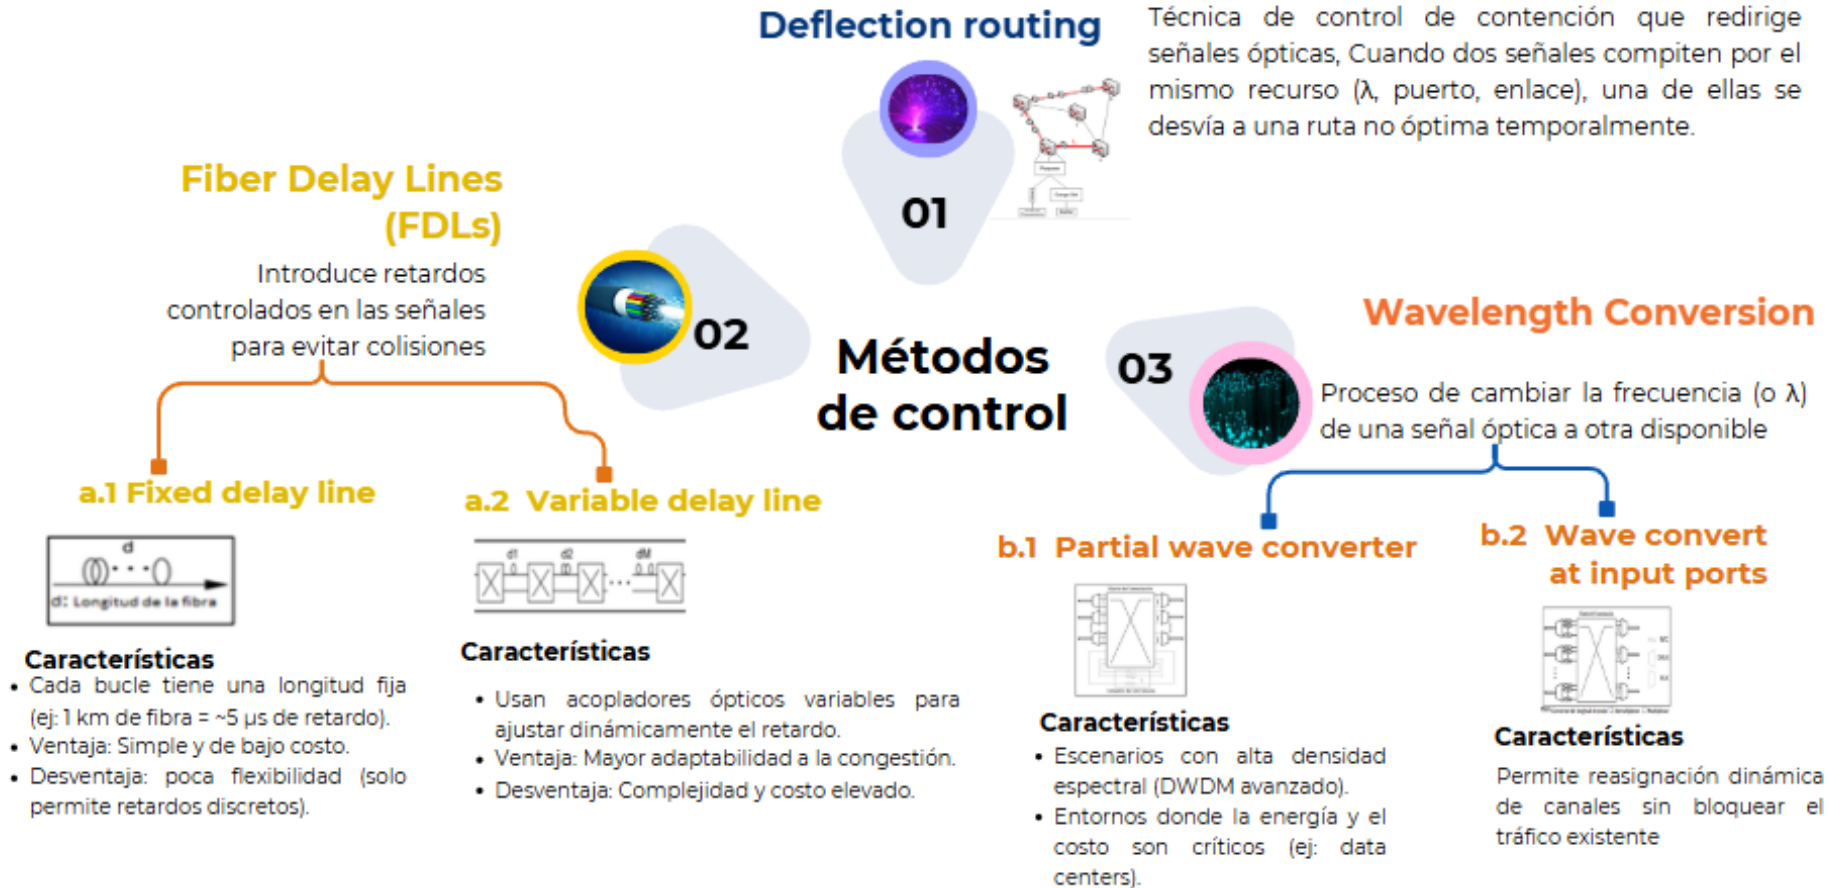 Deflection routing
Técnica de control de contención que redirige
señales ópticas, Cuando dos señales compiten por el
mismo recurso (λ, puerto, enlace), una de ellas se
desvía a una ruta no óptima temporalmente.
01
Fiber Delay Lines
(FDLs)
Introduce retardos
controlados en las señales
para evitar colisiones
02
Métodos
de control
03
Wavelength Conversion
Proceso de cambiar la frecuencia (o λ)
de una señal óptica a otra disponible
a.1 Fixed delay line
d
d: Longitud de la fibra
Características
• Cada bucle tiene una longitud fija
(ej: 1 km de fibra = ~5 µs de retardo).
• Ventaja: Simple y de bajo costo.
• Desventaja: poca flexibilidad (solo
permite retardos discretos).
a.2 Variable delay line
d1 d2 dM
Características
• Usan acopladores ópticos variables para
ajustar dinámicamente el retardo.
• Ventaja: Mayor adaptabilidad a la congestión.
• Desventaja: Complejidad y costo elevado.
b.1 Partial wave converter
Características
• Escenarios con alta densidad
espectral (DWDM avanzado).
• Entornos donde la energía y el
costo son críticos (ej: data
centers).
b.2 Wave convert
at input ports
Características
Permite reasignación dinámica
de canales sin bloquear el
tráfico existente